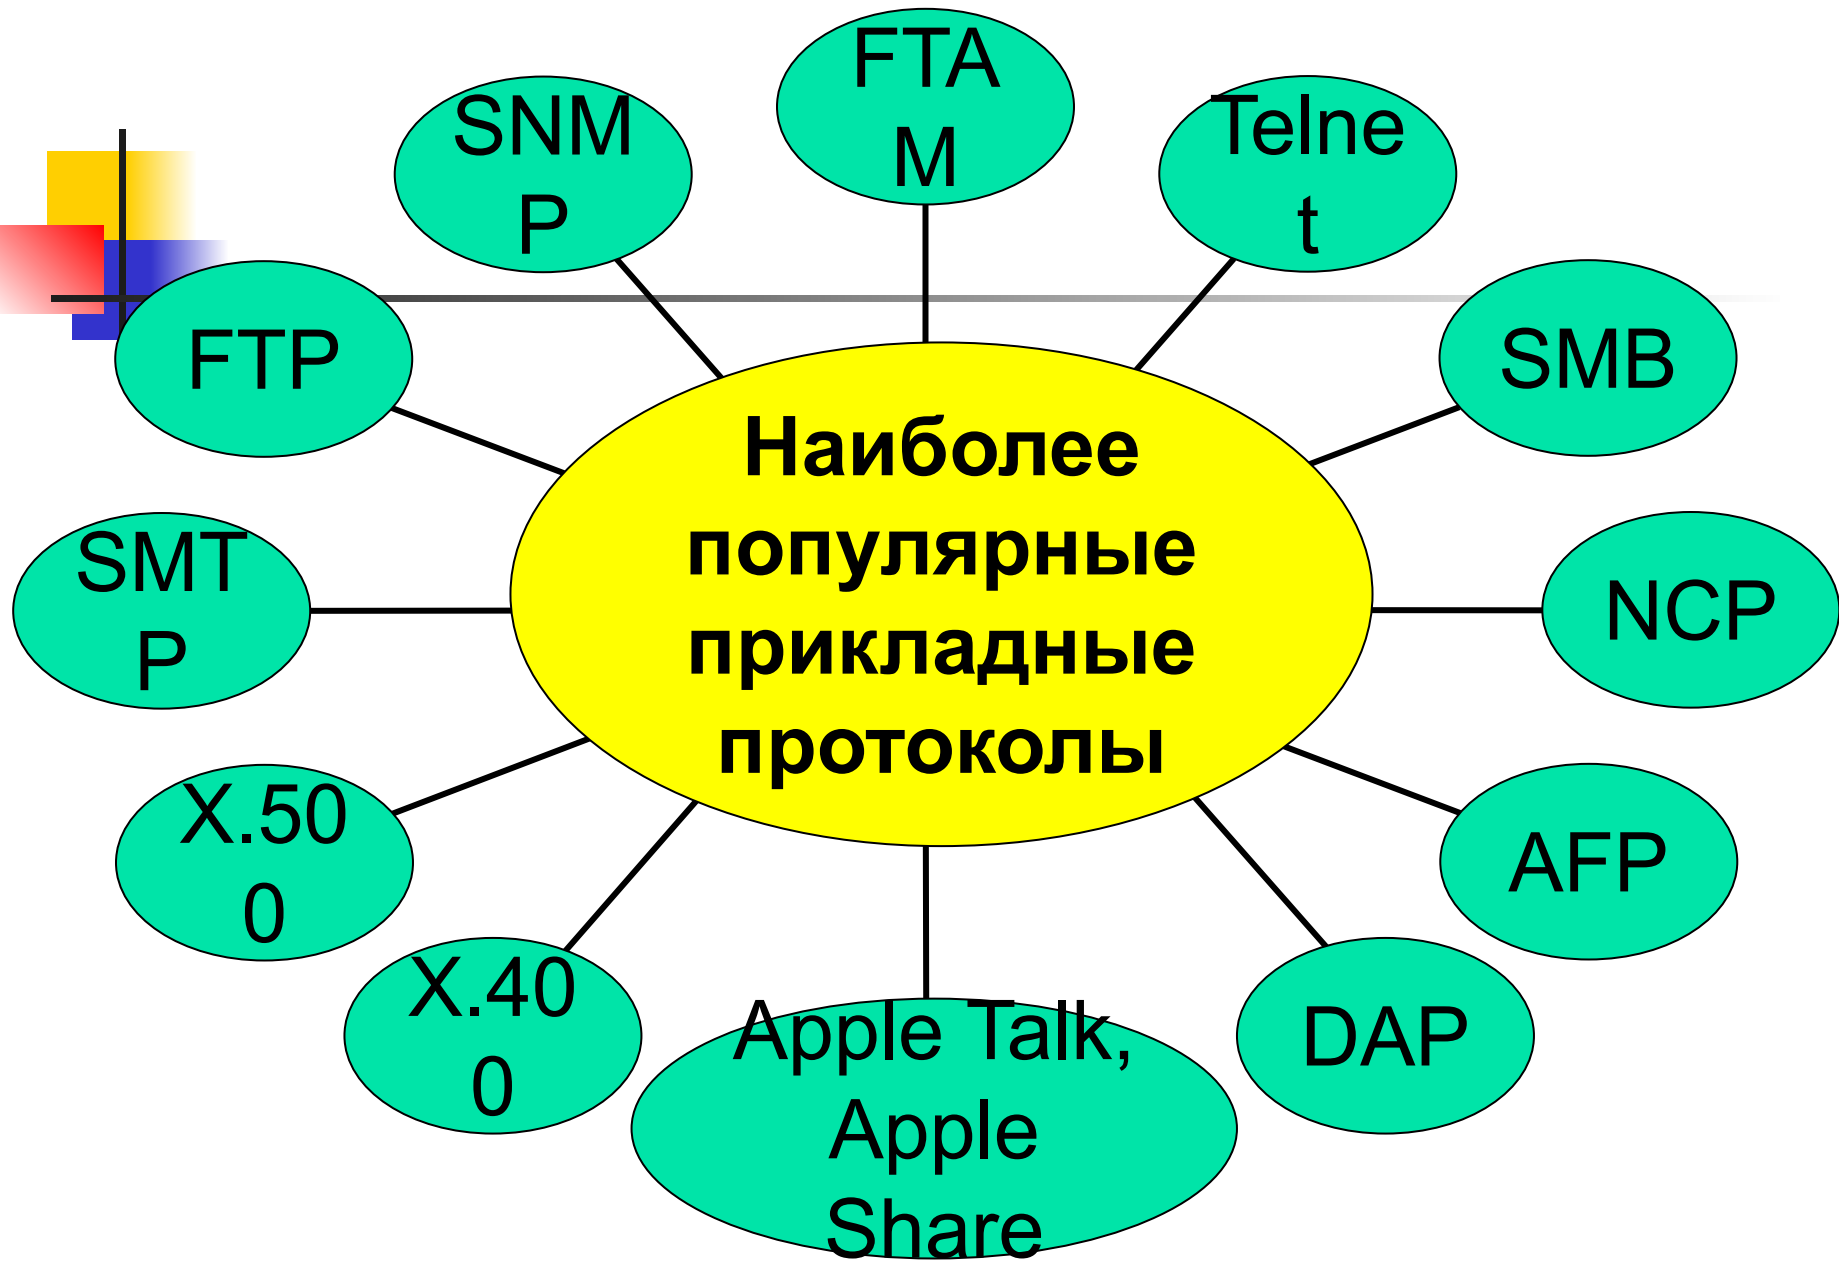 FTA
M
SNM
P
Telne
t
FTP
SMB
Наиболее
популярные
прикладные
протоколы
SMT
P
NCP
X.50
0
AFP
X.40
0
DAP
Apple Talk,
Apple
Share